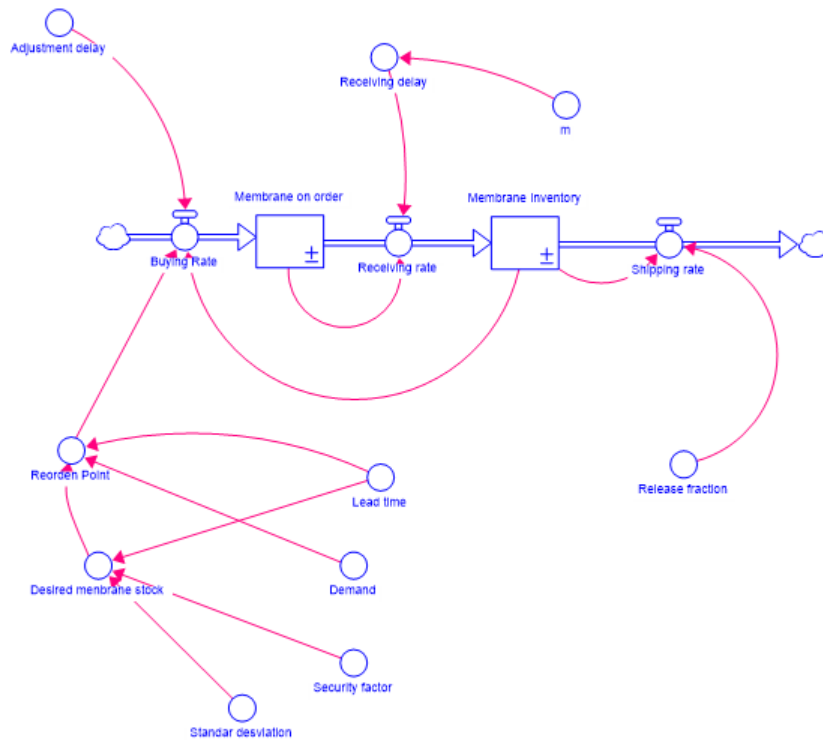 Adjustment delay
Receiving delay
m
Membrane on order
Membrane Inventory
Buying Rate
Receiving rate
Shipping rate
Reorden Point
Lead time
Release fraction
Desired menbrane stock
Demand
Security factor
Standar desviation